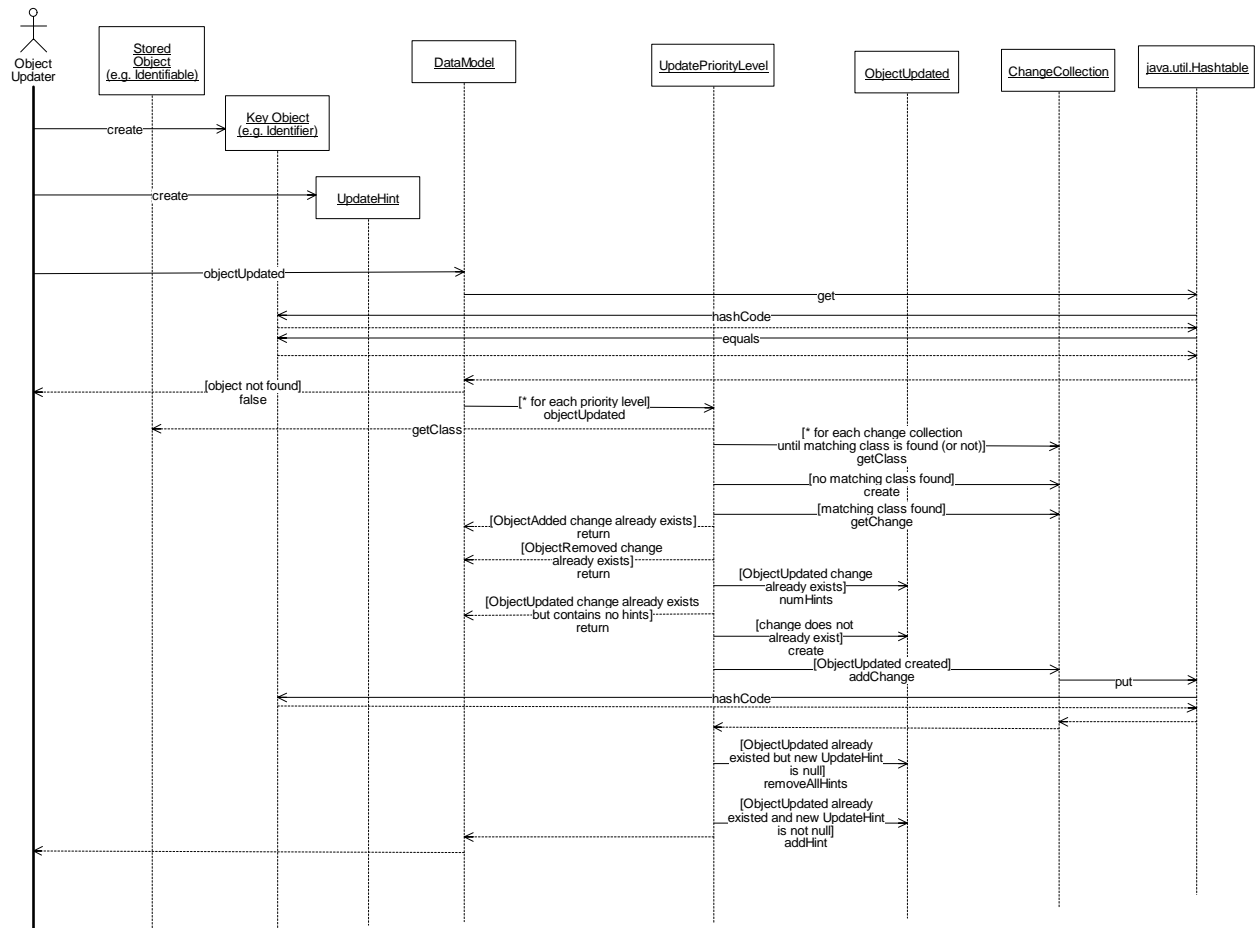 Object
Updater
Stored
Object
(e.g. Identifiable)
DataModel
UpdatePriorityLevel
ObjectUpdated
ChangeCollection
java.util.Hashtable
Key Object
(e.g. Identifier)
create
create
UpdateHint
objectUpdated
get
hashCode
equals
[object not found]
false
[* for each priority level]
objectUpdated
getClass
[* for each change collection
until matching class is found (or not)]
getClass
[no matching class found]
create
[matching class found]
getChange
[ObjectAdded change already exists]
return
[ObjectRemoved change
already exists]
return
[ObjectUpdated change
already exists]
numHints
[ObjectUpdated change already exists
but contains no hints]
return
[change does not
already exist]
create
[ObjectUpdated created]
addChange
put
hashCode
[ObjectUpdated already
existed but new UpdateHint
is null]
removeAllHints
[ObjectUpdated already
existed and new UpdateHint
is not null]
addHint